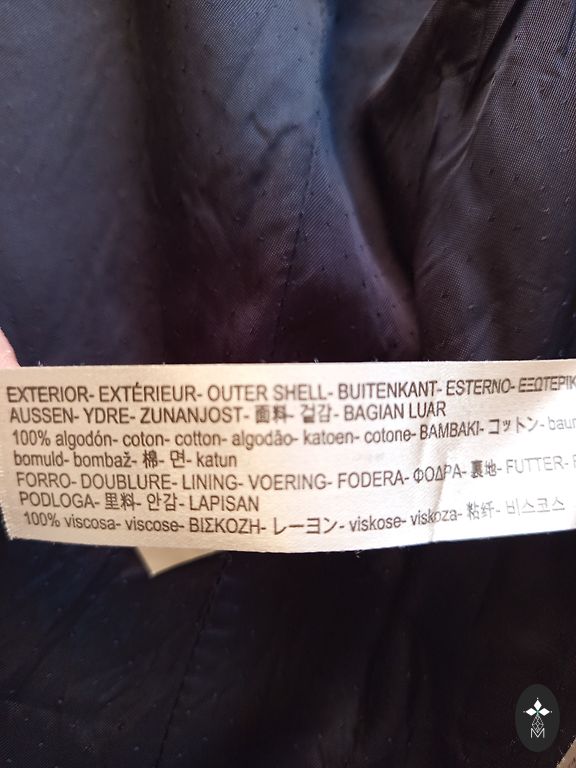 EXTERIOR- EXTÉRIEUR- OUTER SHELL- BUITENKANT- ESTERNO- ΕΞΩΤΕΡΙΚ
AUSSEN- YDRE- ZUNANJOST- 面料- 겉감- BAGIAN LUAR
100% algodón- coton- cotton- algodão- katoen- cotone- BAMBAKI- コットン- baum
bomuld- bombaž- 棉- 면- katun
FORRO- DOUBLURE- LINING- VOERING- FODERA- ΦΟΔΡΑ- 裏地- FUTTER- F
PODLOGA- 里料- 안감- LAPISAN
100% viscosa- viscose- ΒΙΣΚΟΖΗ- レーヨン- viskose- viskoza- 粘纤- 비스코스
M